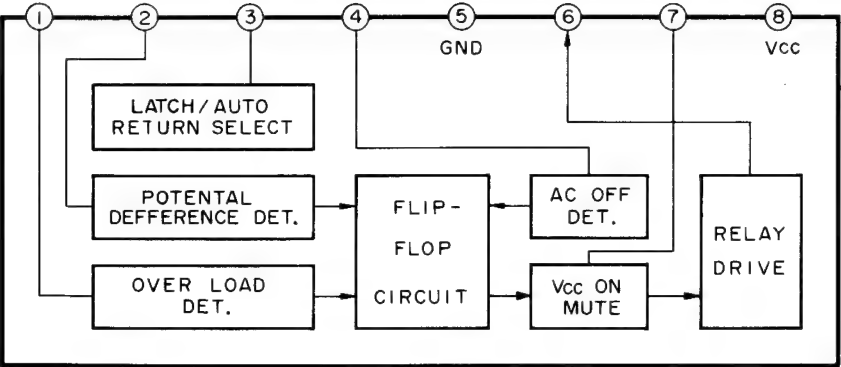 1 2 3 4 5 6 7 8
GND
Vcc
LATCH/AUTO
RETURN SELECT
POTENTAL
DEFFERENCE DET.
FLIP-
FLOP
CIRCUIT
AC OFF
DET.
RELAY
DRIVE
OVER LOAD
DET.
Vcc ON
MUTE